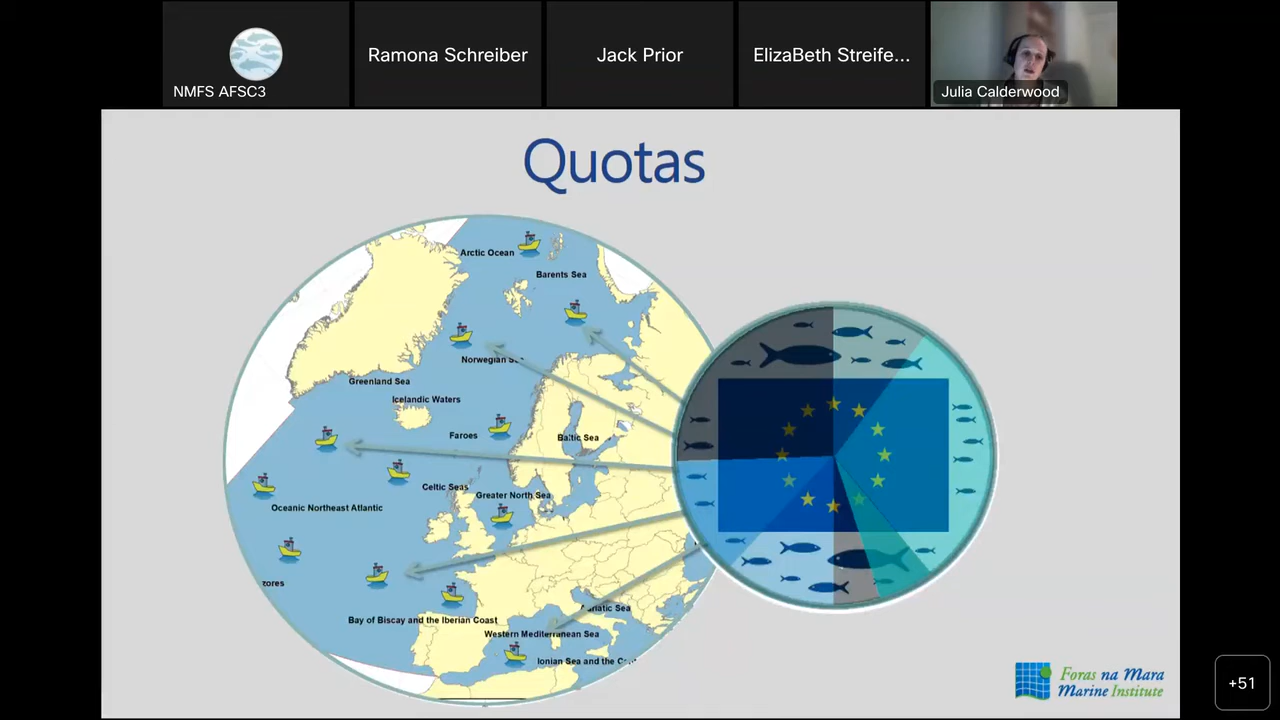 NMFS AFSC3
Ramona Schreiber
Jack Prior
ElizaBeth Streife...
Julia Calderwood
Quotas
Arctic Ocean
Barents Sea
Norwegian
Greenland Sea
Icelandic Waters
Faroes
Baltic Sea
Celtic Seas
Greater North Sea
Oceanic Northeast Atlantic
zores
Bay of Biscay and the Iberian Coast
Adriatic Sea
Western Mediterranean Sea
Ionian Sea and the
Foras na Mara
Marine Institute
+51